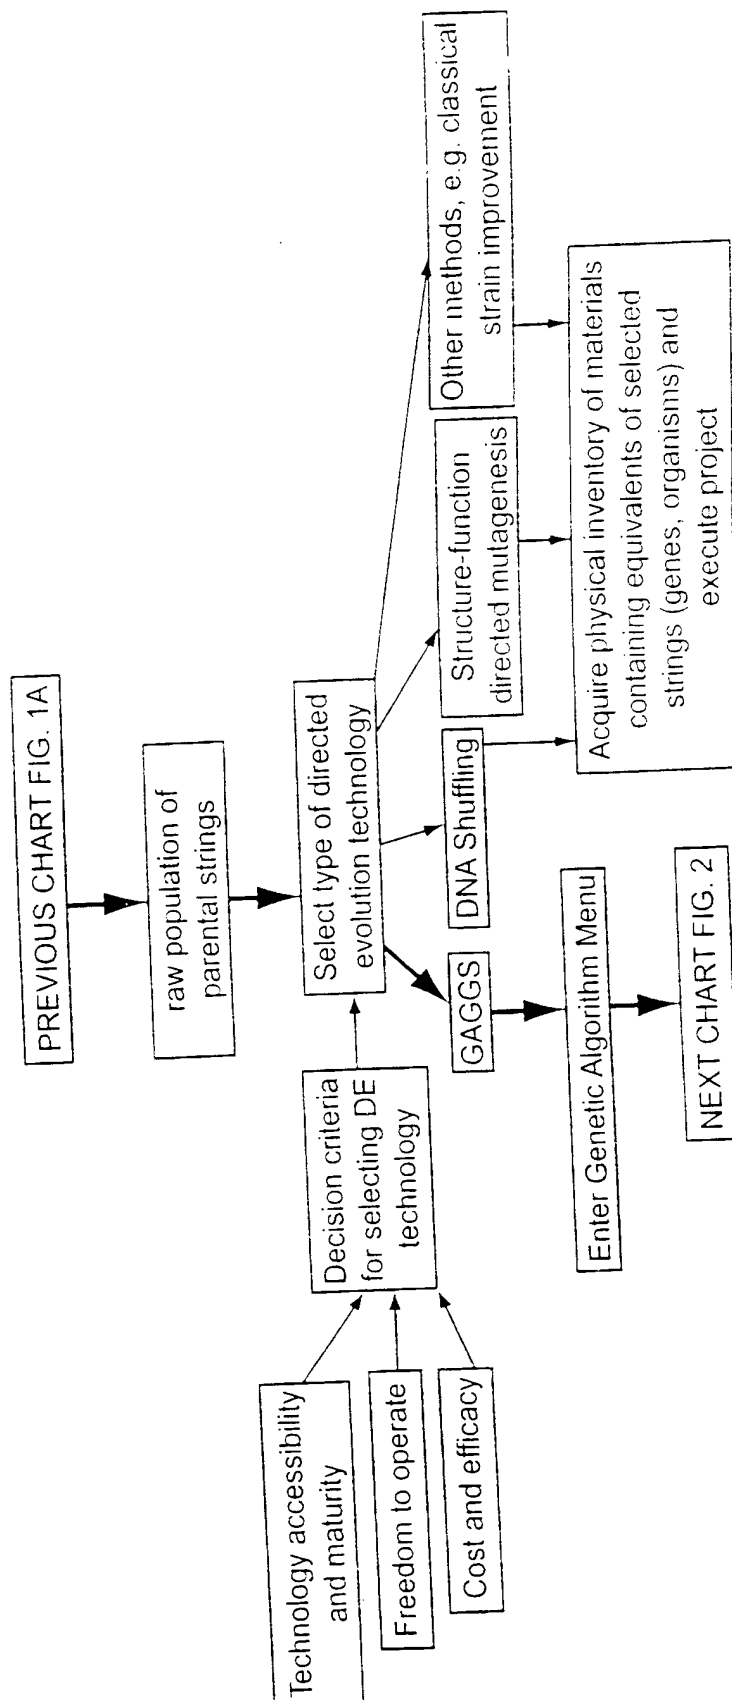 PREVIOUS CHART FIG. 1A
raw population of
parental strings
Technology accessibility
and maturity
Freedom to operate
Cost and efficacy
Decision criteria
for selecting DE
technology
Select type of directed
evolution technology
GAGGS
DNA Shuffling
Structure-function
directed mutagenesis
Other methods, e.g. classical
strain improvement
Enter Genetic Algorithm Menu
Acquire physical inventory of materials
containing equivalents of selected
strings (genes, organisms) and
execute project
NEXT CHART FIG. 2